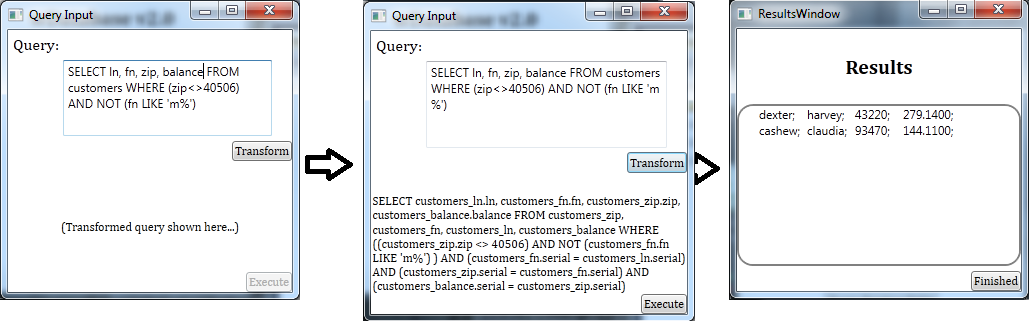 Query Input
Query:
SELECT ln, fn, zip, balance FROM
customers WHERE (zip<>40506)
AND NOT (fn LIKE 'm%')
Transform
(Transformed query shown here...)
Execute
Query Input
Query:
SELECT ln, fn, zip, balance FROM customers
WHERE (zip<>40506) AND NOT (fn LIKE 'm
%')
Transform
SELECT customers_ln.ln, customers_fn.fn, customers_zip.zip,
customers_balance.balance FROM customers_zip,
customers_fn, customers_ln, customers_balance WHERE
((customers_zip.zip <> 40506) AND NOT (customers_fn.fn
LIKE 'm%') ) AND (customers_fn.serial = customers_ln.serial)
AND (customers_zip.serial = customers_fn.serial) AND
(customers_balance.serial = customers_zip.serial)
Execute
ResultsWindow
Results
dexter; harvey; 43220; 279.1400;
cashew; claudia; 93470; 144.1100;
Finished